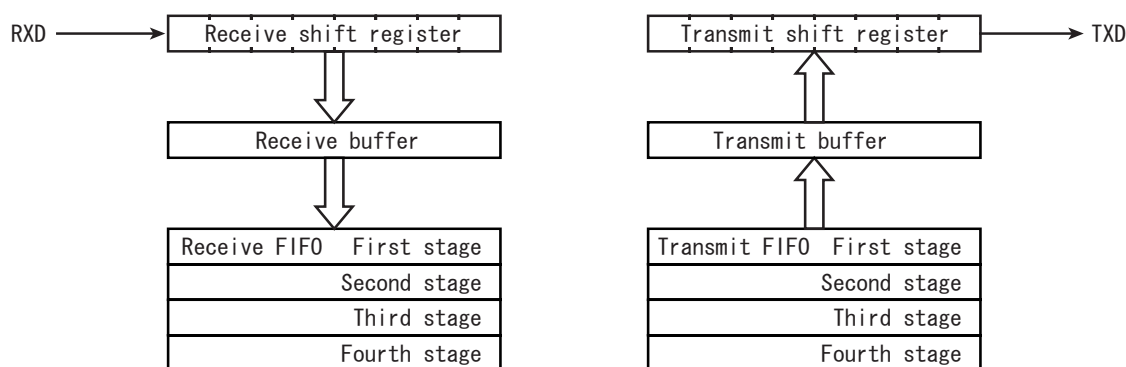 RXD
Receive shift register
Transmit shift register
TXD
Receive buffer
Transmit buffer
Receive FIFO First stage
Second stage
Third stage
Fourth stage
Transmit FIFO First stage
Second stage
Third stage
Fourth stage